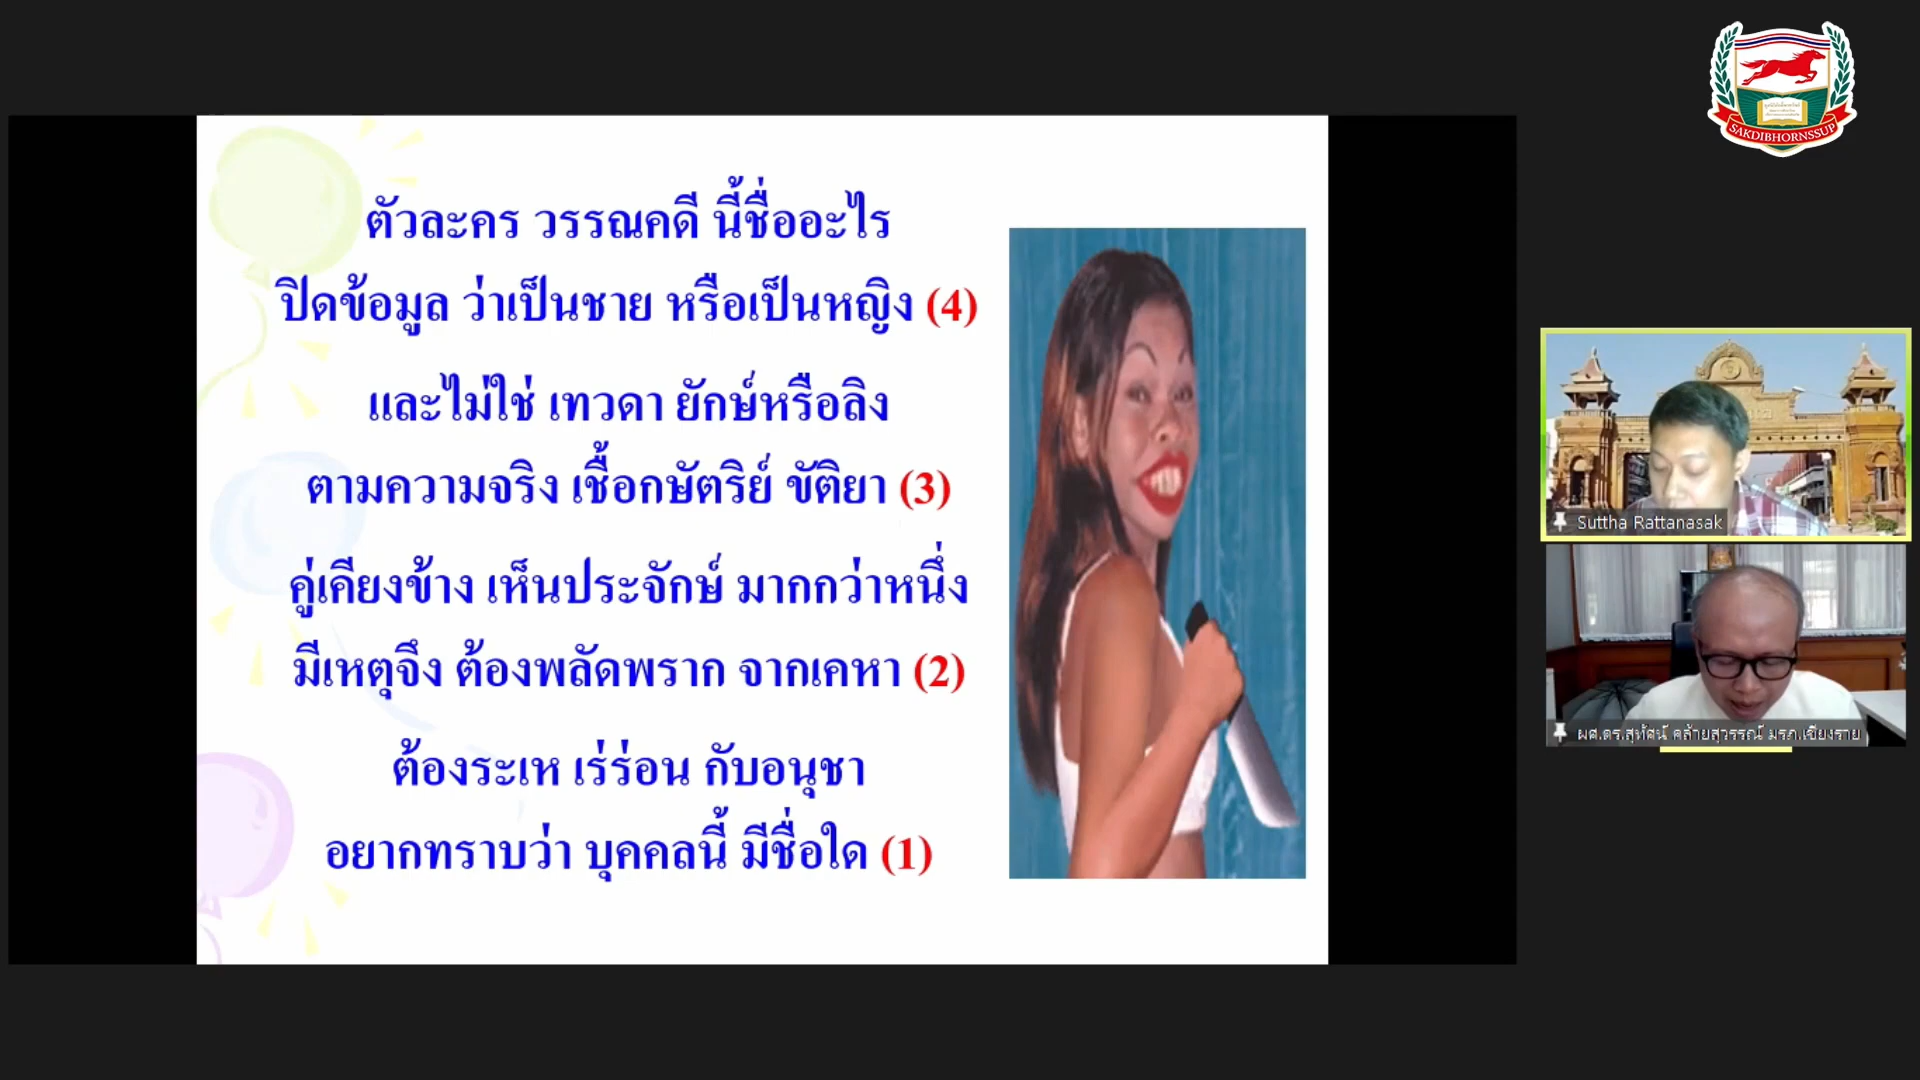 SAKDIBHORNSSUP
ตัวละคร วรรณคดี นี้ชื่ออะไร
ปิดข้อมูล ว่าเป็นชาย หรือเป็นหญิง (4)
และไม่ใช่ เทวดา ยักษ์หรือลิง
ตามความจริง เชื้อกษัตริย์ ขัติยา (3)
คู่เคียงข้าง เห็นประจักษ์ มากกว่าหนึ่ง
มีเหตุจึง ต้องพลัดพราก จากเคหา (2)
ต้องระเห เร่ร่อน กับอนุชา
อยากทราบว่า บุคคลนี้ มีชื่อใด (1)
Suttha Rattanasak
ผศ.ดร.สุทัศน์ คล้ายสุวรรณ์ มรภ.เชียงราย